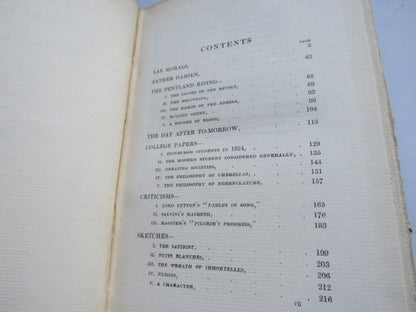 CONTENTS
PAGE
LAY MORALS, 5
FATHER DAMIEN, 63
THE PENTLAND RISING—
I. THE CAUSES OF THE REVOLT, 88
II. THE BEGINNING, 89
III. THE MARCH OF THE REBELS, 93
IV. RULLION GREEN, 99
V. A RECORD OF BLOOD, 104
THE DAY AFTER TO-MORROW, 113
COLLEGE PAPERS—
I. EDINBURGH STUDENTS IN 1824, 129
II. THE MODERN STUDENT CONSIDERED GENERALLY, 135
III. DEBATING SOCIETIES, 144
IV. THE PHILOSOPHY OF UMBRELLAS, 151
V. THE PHILOSOPHY OF NOMENCLATURE, 157
CRITICISMS—
I. LORD LYTTON'S "FABLES IN SONG," 165
II. SALVINI'S MACBETH, 176
III. BAGSTER'S "PILGRIM'S PROGRESS," 183
SKETCHES—
I. THE SATIRIST, 199
II. NUITS BLANCHES, 203
III. THE WREATH OF IMMORTELLES, 206
IV. NURSES, 212
V. A CHARACTER, 216
vii